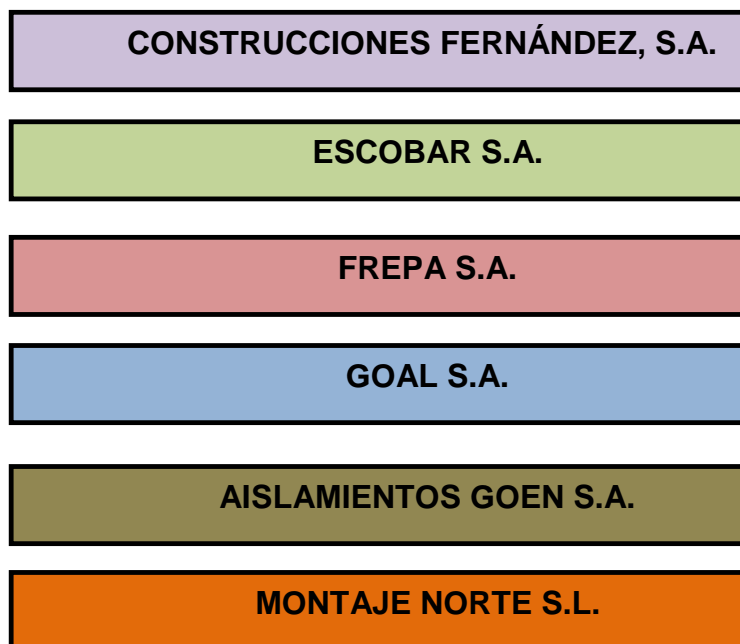 CONSTRUCCIONES FERNÁNDEZ, S.A.
ESCOBAR S.A.
FREPA S.A.
GOAL S.A.
AISLAMIENTOS GOEN S.A.
MONTAJE NORTE S.L.